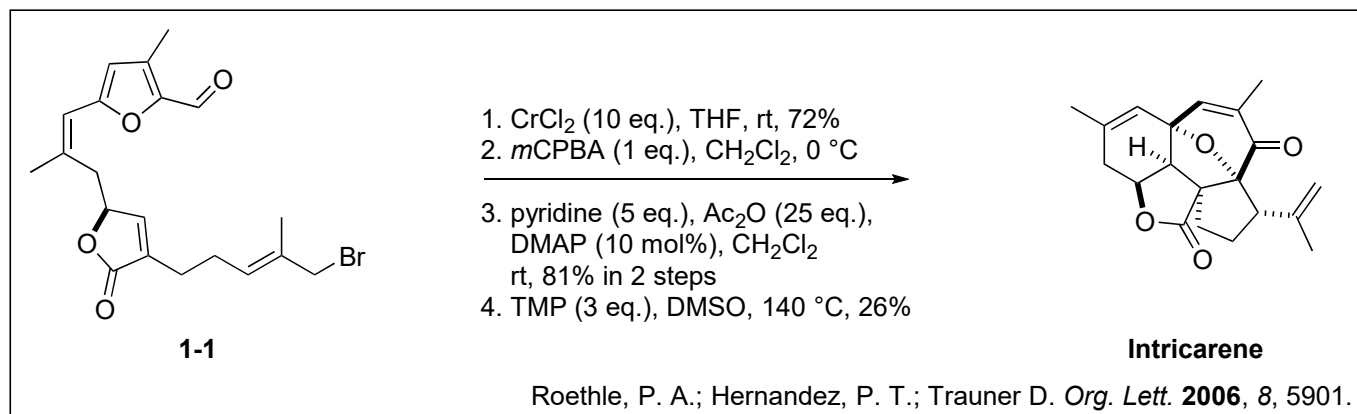 O
O
O
O
Br
1-1
1. CrCl₂ (10 eq.), THF, rt, 72%
2. mCPBA (1 eq.), CH₂Cl₂, 0 °C
3. pyridine (5 eq.), Ac₂O (25 eq.),
DMAP (10 mol%), CH₂Cl₂
rt, 81% in 2 steps
4. TMP (3 eq.), DMSO, 140 °C, 26%
H
O
O
O
O
Intricarene
Roethle, P. A.; Hernandez, P. T.; Trauner D. Org. Lett. 2006, 8, 5901.